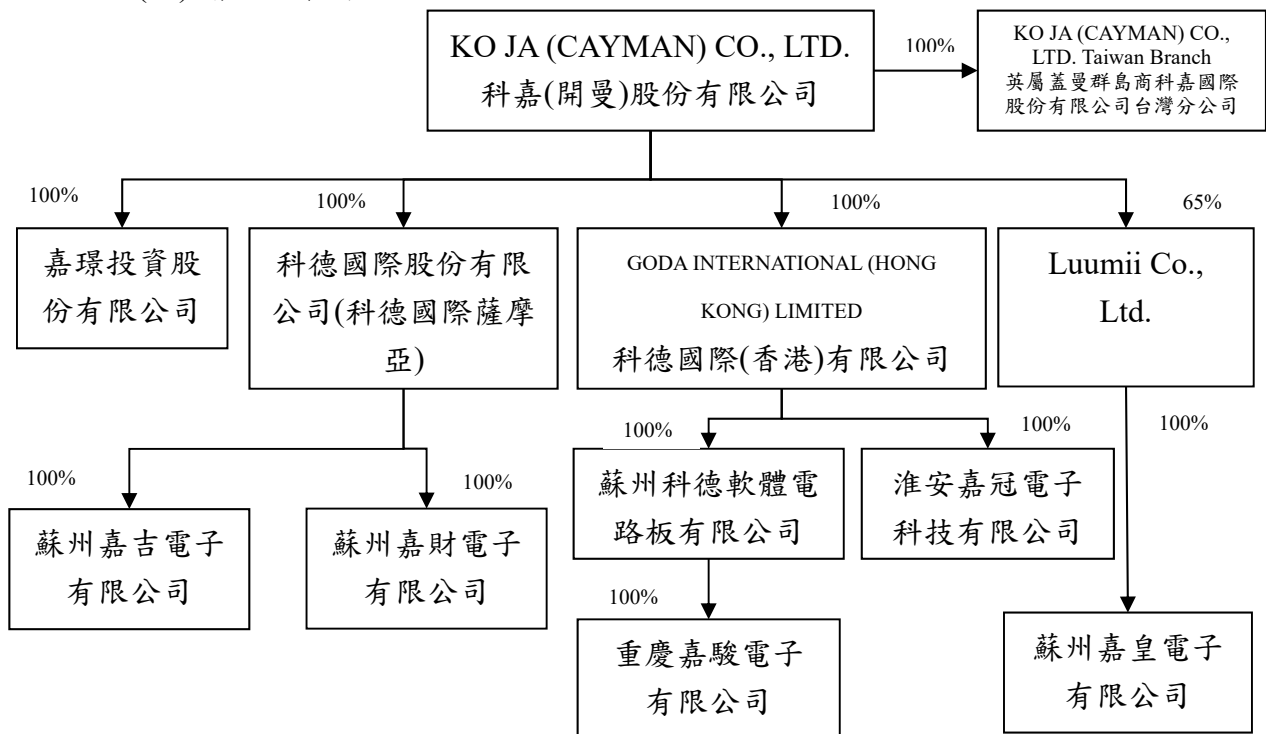 KO JA (CAYMAN) CO., LTD.
科嘉(開曼)股份有限公司
100%
KO JA (CAYMAN) CO.,
LTD. Taiwan Branch
英屬蓋曼群島商科嘉國際
股份有限公司台灣分公司
100%
100%
100%
65%
嘉璟投資股
份有限公司
科德國際股份有限
公司(科德國際薩摩
亞)
GODA INTERNATIONAL (HONG
KONG) LIMITED
科德國際(香港)有限公司
Luumii Co.,
Ltd.
100%
100%
100%
100%
100%
蘇州嘉吉電子
有限公司
蘇州嘉財電子
有限公司
蘇州科德軟體電
路板有限公司
淮安嘉冠電子
科技有限公司
100%
重慶嘉駿電子
有限公司
蘇州嘉皇電子
有限公司